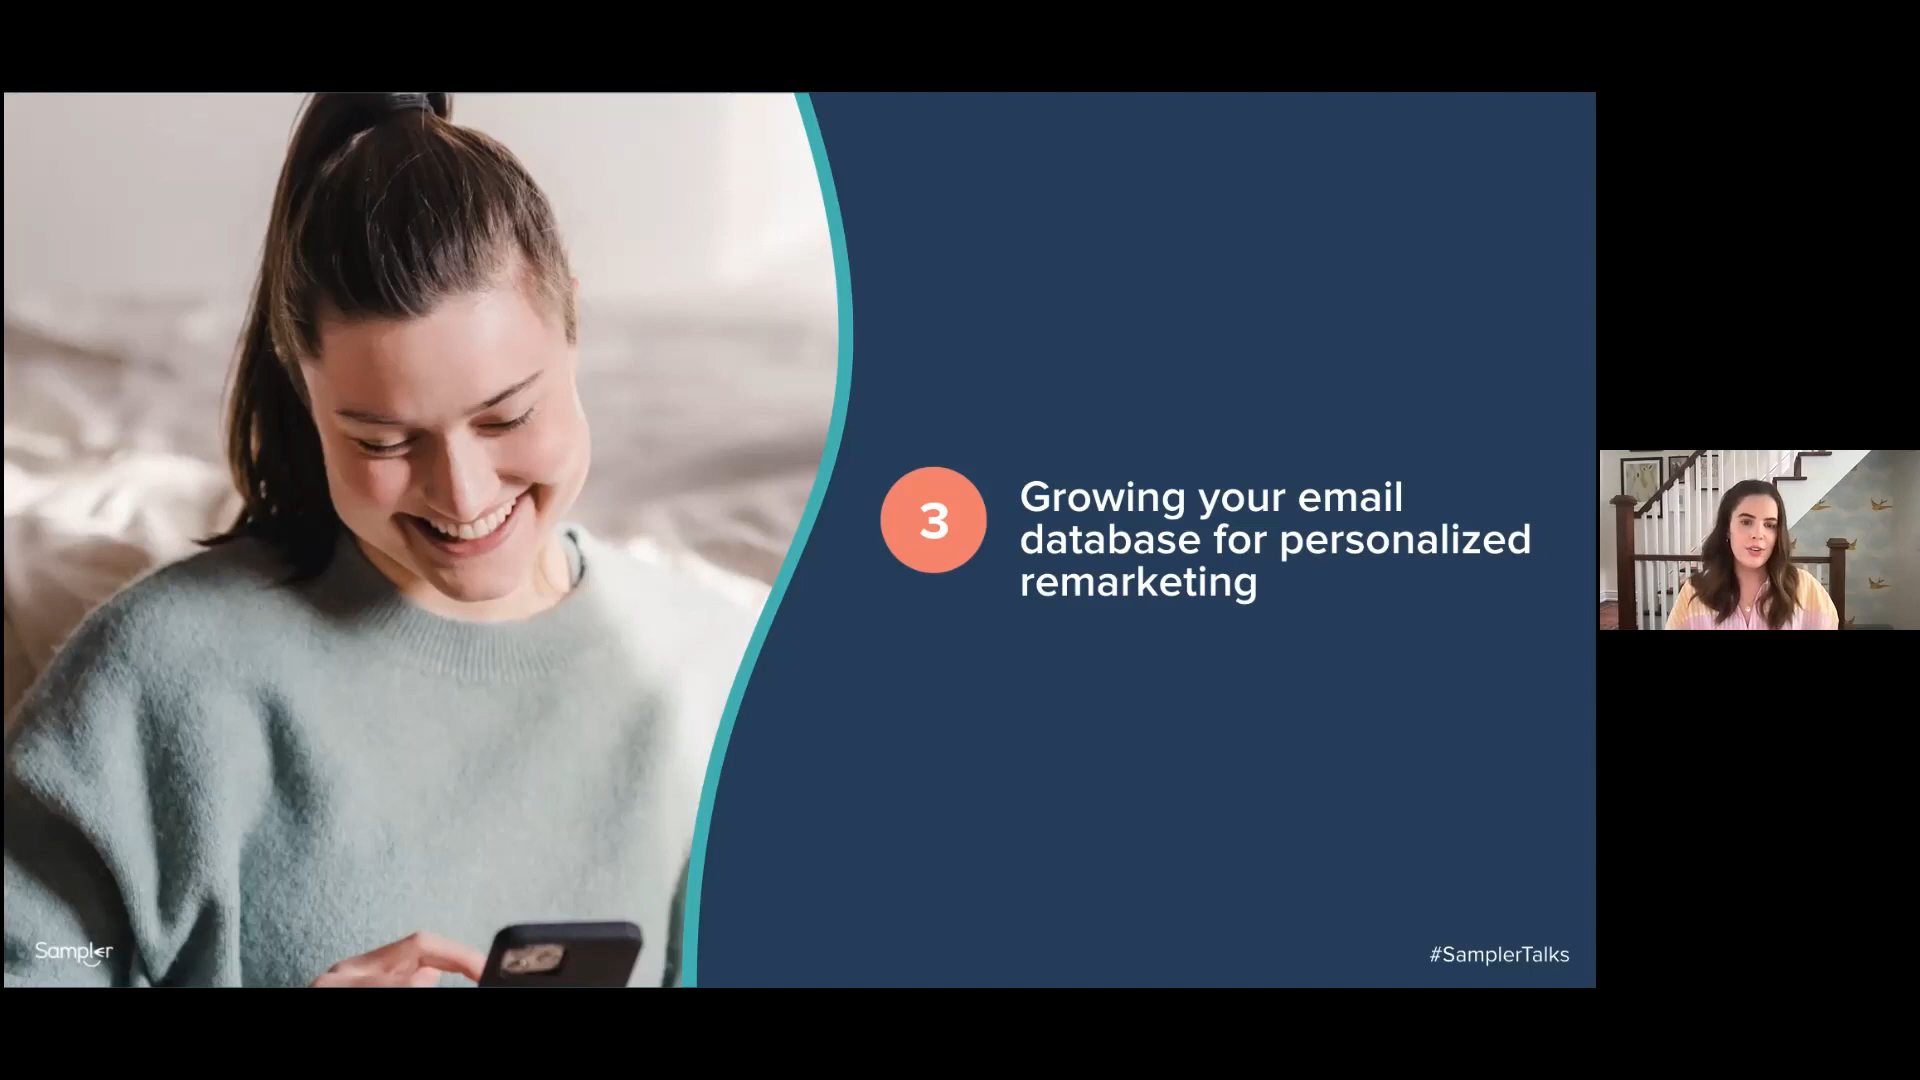 3
Growing your email
database for personalized
remarketing
Sampler
#SamplerTalks